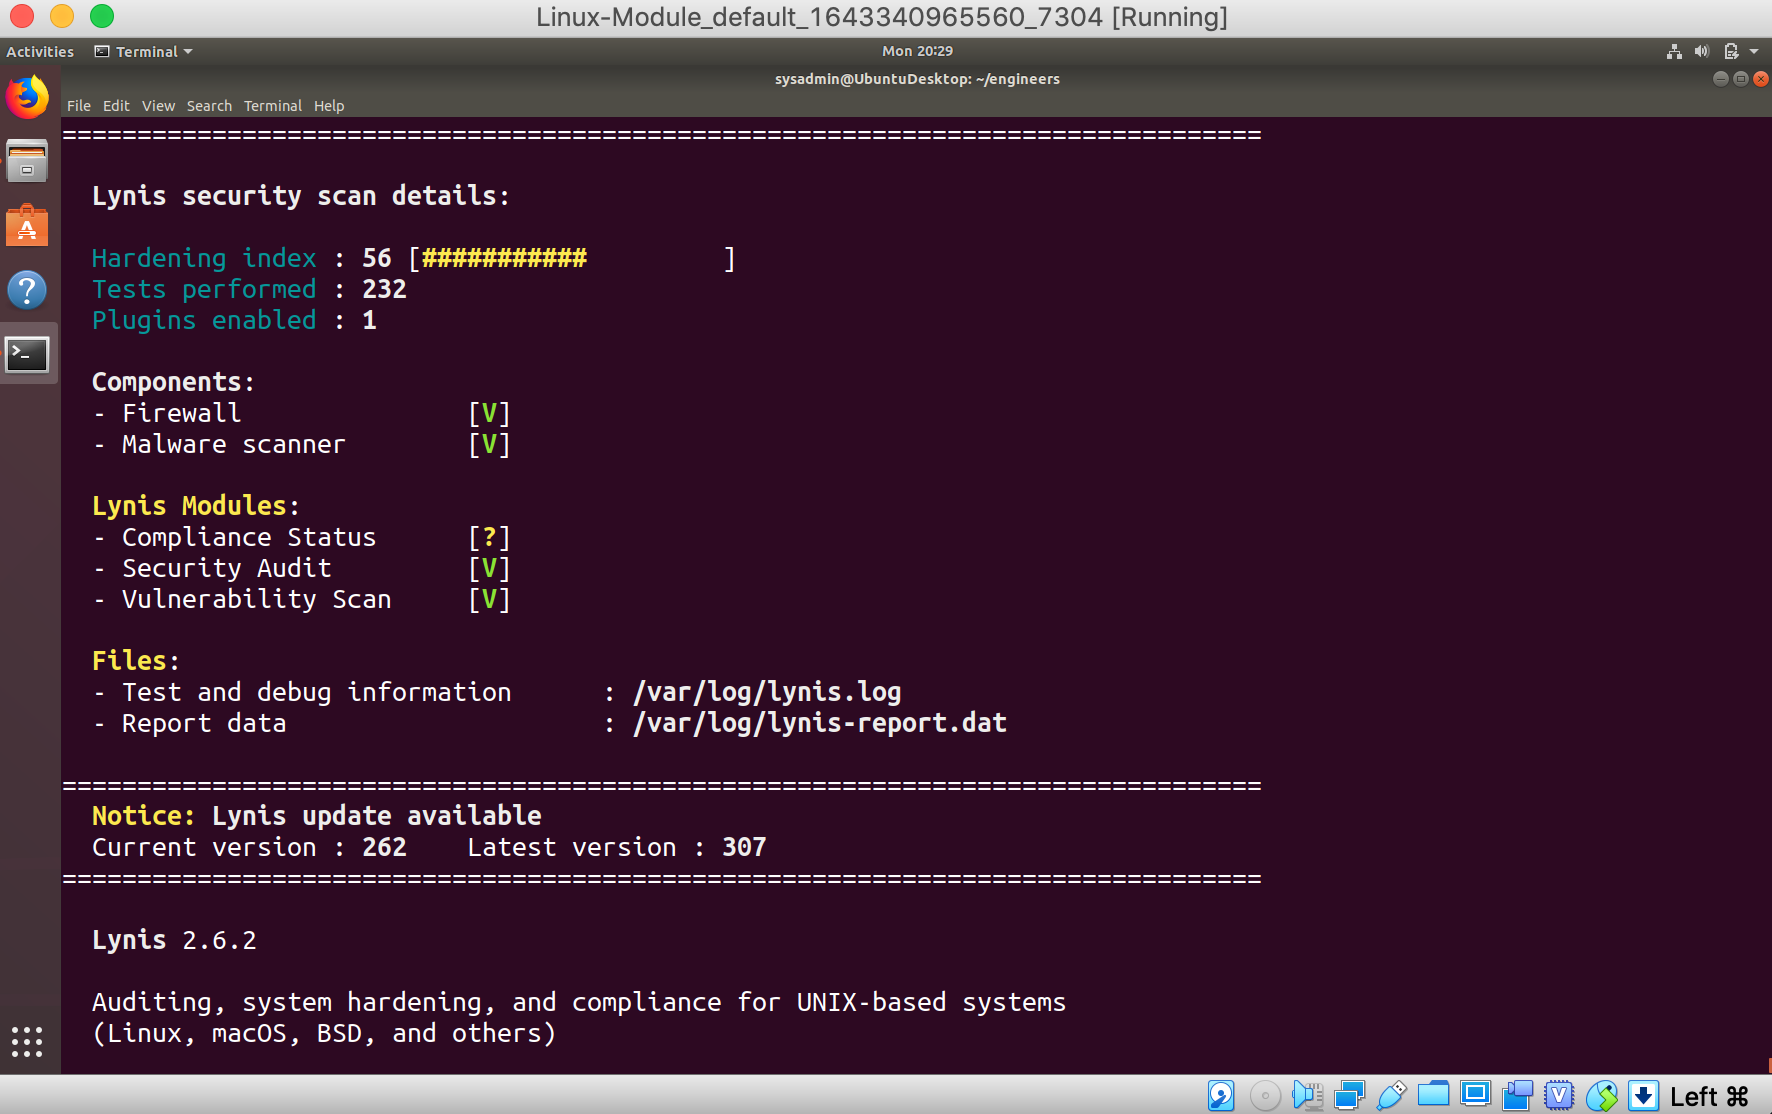 Linux-Module_default_1643340965560_7304 [Running]
Activities Terminal Mon 20:29
sysadmin@UbuntuDesktop: ~/engineers
File Edit View Search Terminal Help
================================================================================
Lynis security scan details:
Hardening index : 56 [########### ]
Tests performed : 232
Plugins enabled : 1
Components:
- Firewall [V]
- Malware scanner [V]
Lynis Modules:
- Compliance Status [?]
- Security Audit [V]
- Vulnerability Scan [V]
Files:
- Test and debug information : /var/log/lynis.log
- Report data : /var/log/lynis-report.dat
================================================================================
Notice: Lynis update available
Current version : 262 Latest version : 307
================================================================================
Lynis 2.6.2
Auditing, system hardening, and compliance for UNIX-based systems
(Linux, macOS, BSD, and others)
Left ⌘